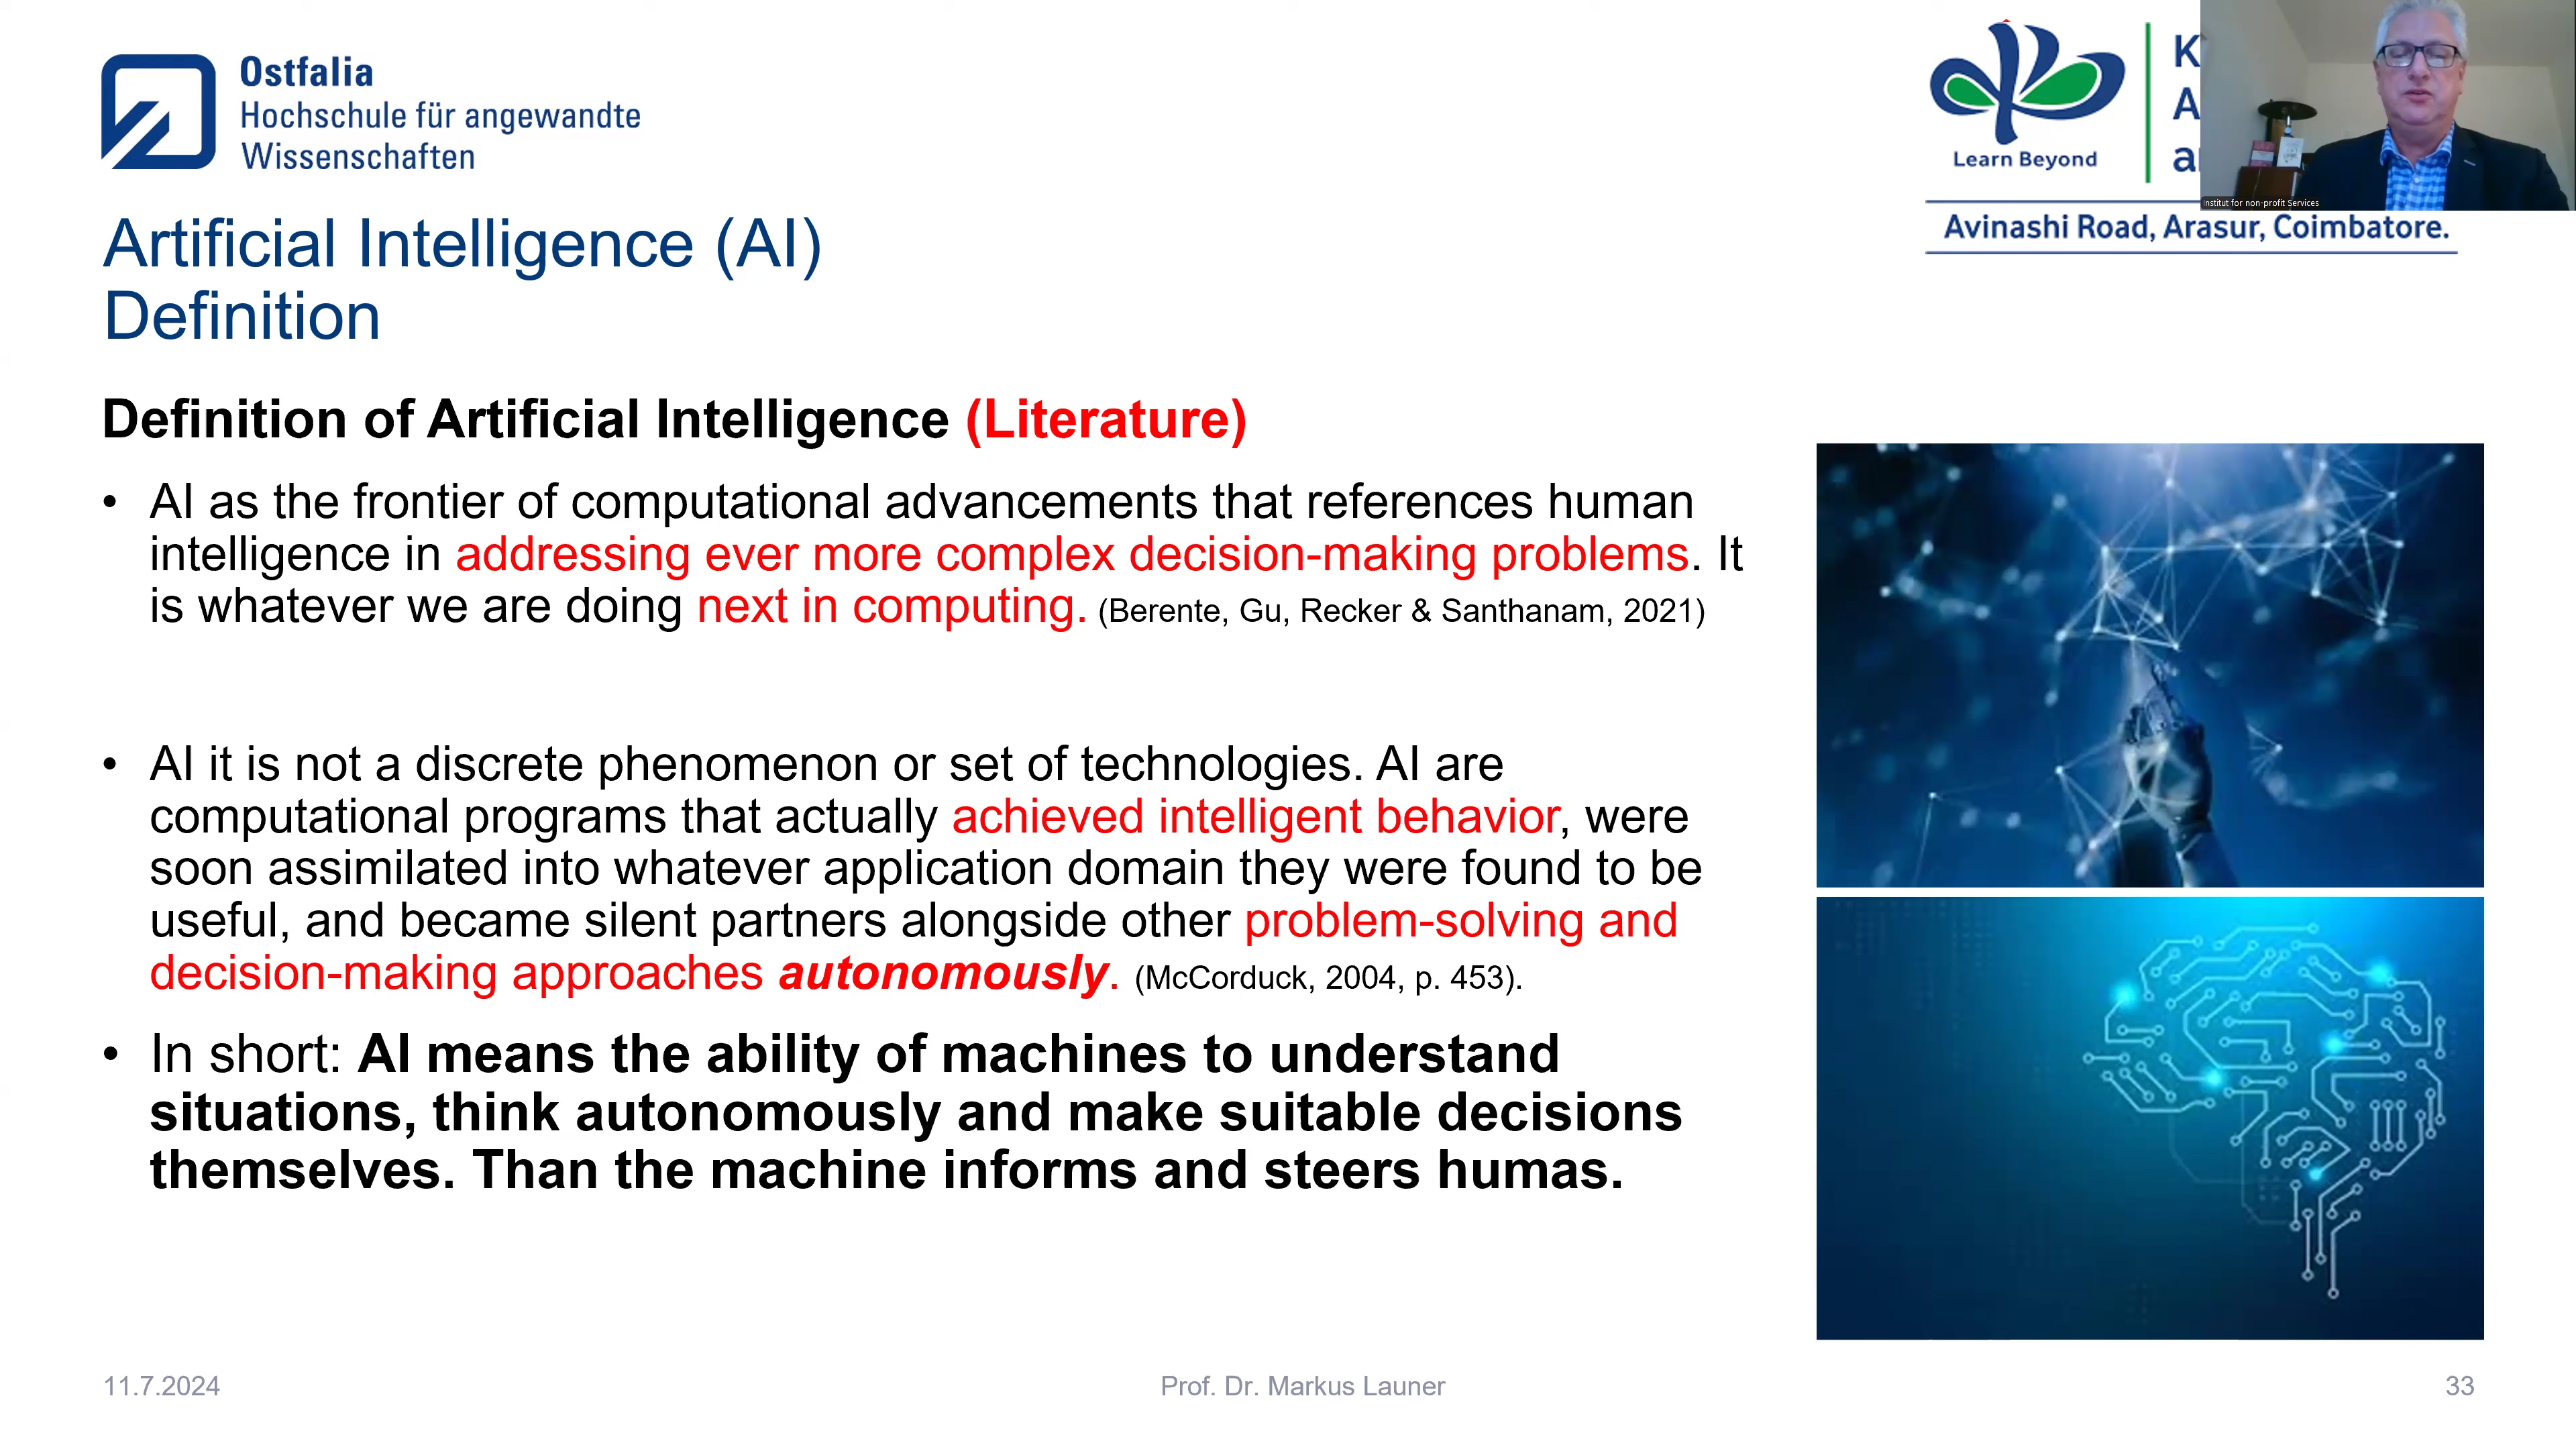 Ostfalia
Hochschule für angewandte
Wissenschaften
Learn Beyond
K
A
a
Institut for non-profit Services
Avinashi Road, Arasur, Coimbatore.
Artificial Intelligence (AI)
Definition
Definition of Artificial Intelligence (Literature)
• AI as the frontier of computational advancements that references human
intelligence in addressing ever more complex decision-making problems. It
is whatever we are doing next in computing. (Berente, Gu, Recker & Santhanam, 2021)
• AI it is not a discrete phenomenon or set of technologies. AI are
computational programs that actually achieved intelligent behavior, were
soon assimilated into whatever application domain they were found to be
useful, and became silent partners alongside other problem-solving and
decision-making approaches autonomously. (McCorduck, 2004, p. 453).
• In short: AI means the ability of machines to understand
situations, think autonomously and make suitable decisions
themselves. Than the machine informs and steers humas.
11.7.2024
Prof. Dr. Markus Launer
33